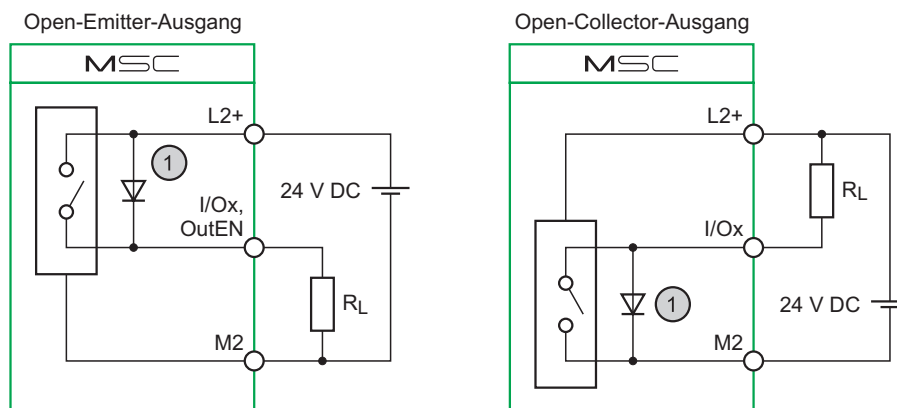 Open-Emitter-Ausgang
MSC
L2+
1
24 V DC
I/Ox,
OutEN
RL
M2
Open-Collector-Ausgang
MSC
L2+
RL
I/Ox
1
24 V DC
M2